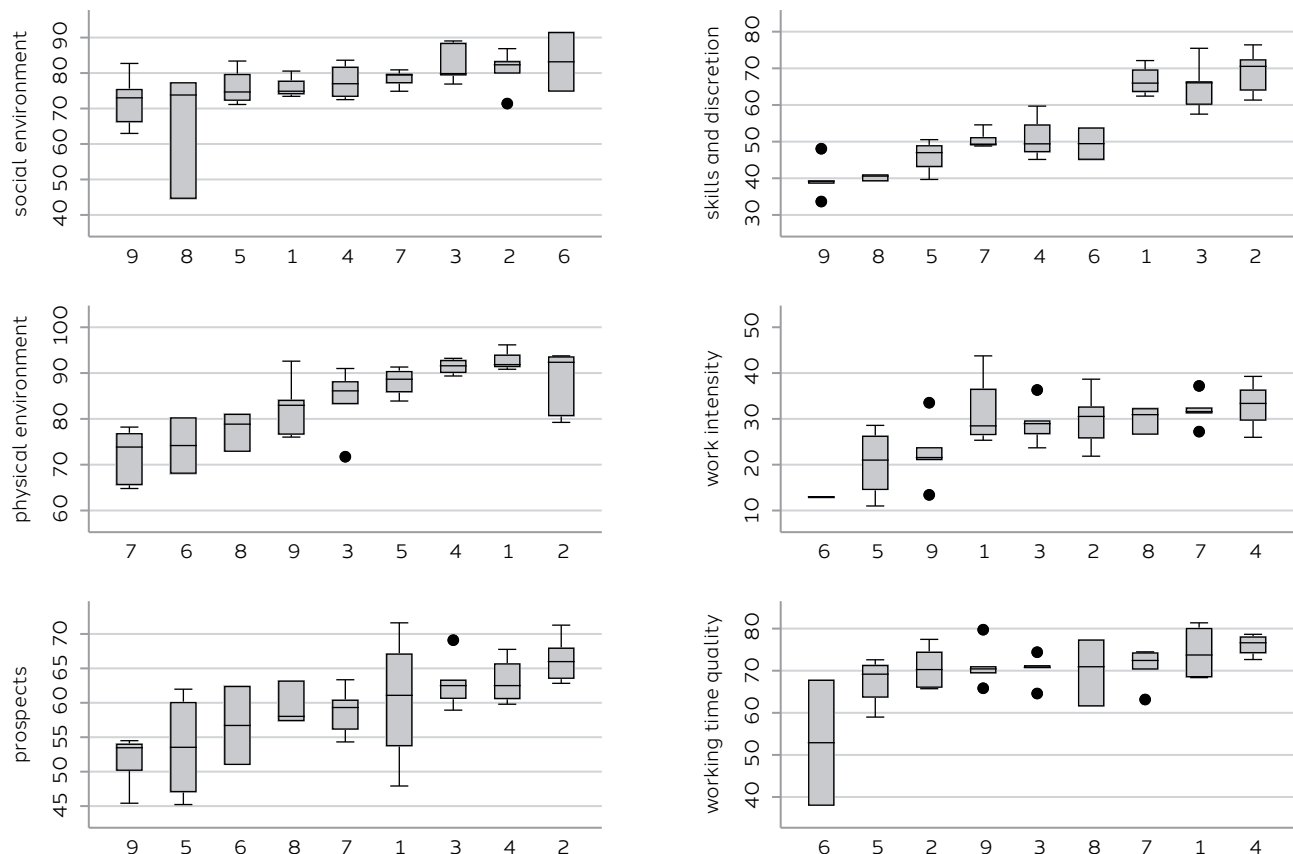 social environment
90
80
70
60
50
40
9 8 5 1 4 7 3 2 6
skills and discretion
80
70
60
50
40
30
9 8 5 7 4 6 1 3 2
physical environment
100
90
80
70
60
7 6 8 9 3 5 4 1 2
work intensity
50
40
30
20
10
6 5 9 1 3 2 8 7 4
prospects
70
65
60
55
50
45
9 5 6 8 7 1 3 4 2
working time quality
80
70
60
50
40
6 5 2 9 3 8 7 1 4